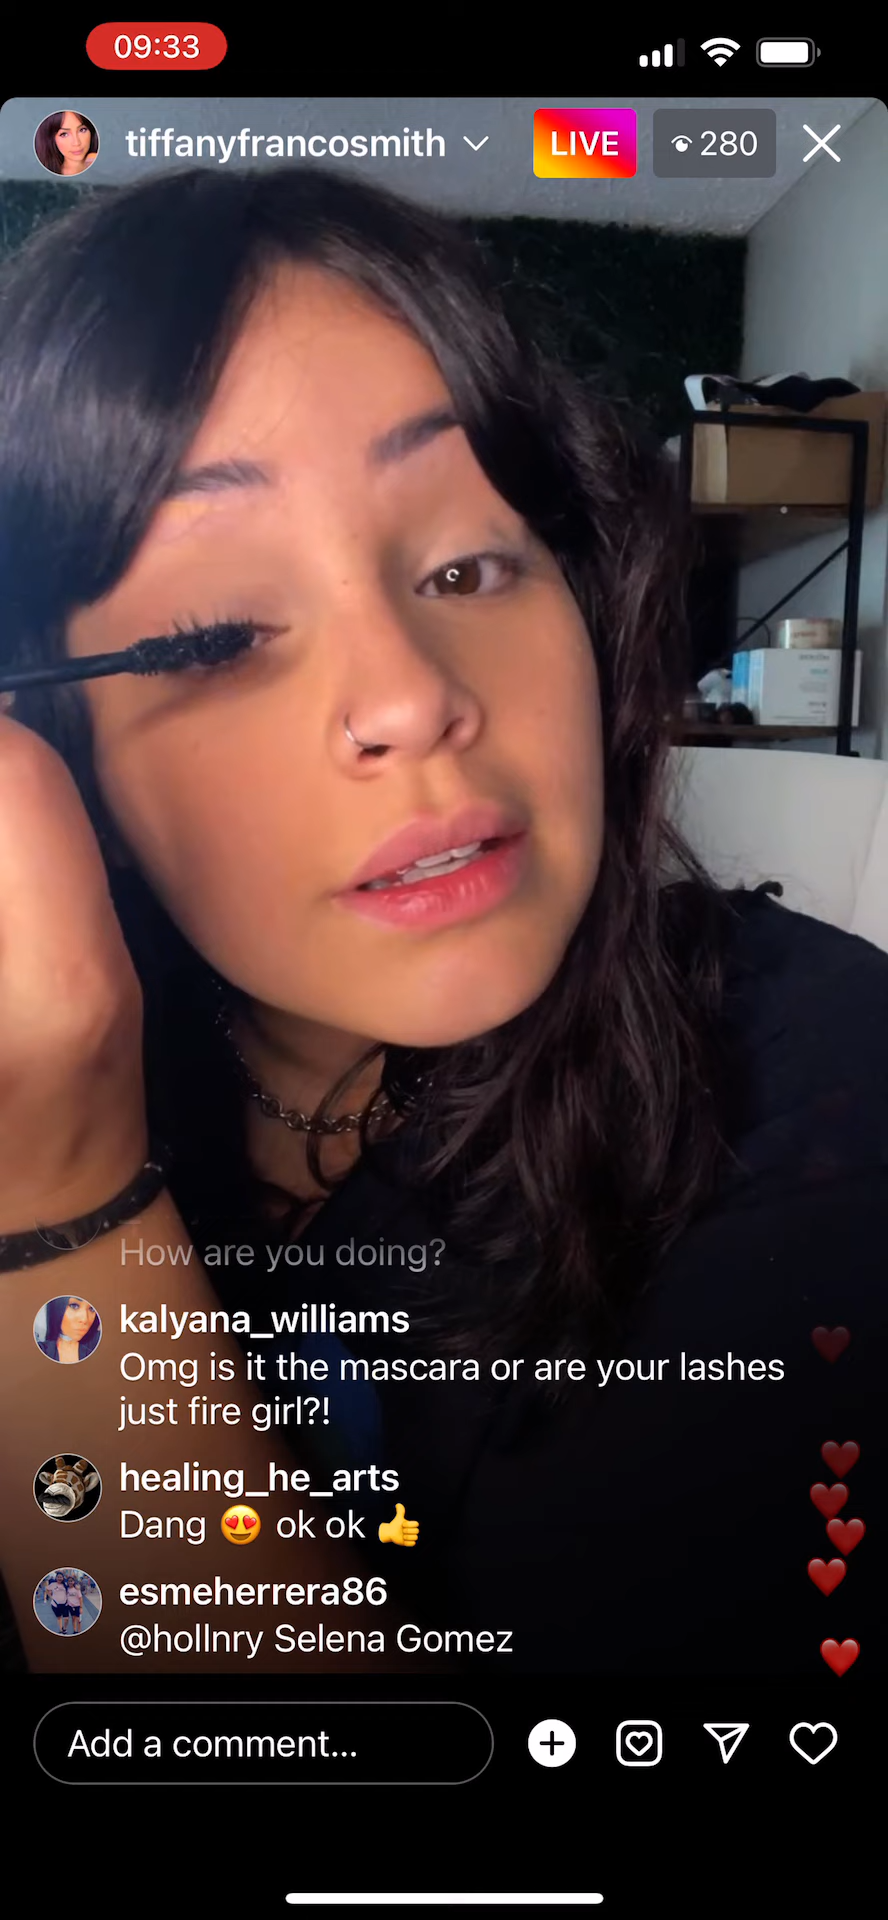 09:33
tiffanyfrancosmith
LIVE
280
How are you doing?
kalyana_williams
Omg is it the mascara or are your lashes
just fire girl?!
healing_he_arts
Dang 😍 ok ok 👍
esmeherrera86
@hollnry Selena Gomez
Add a comment...